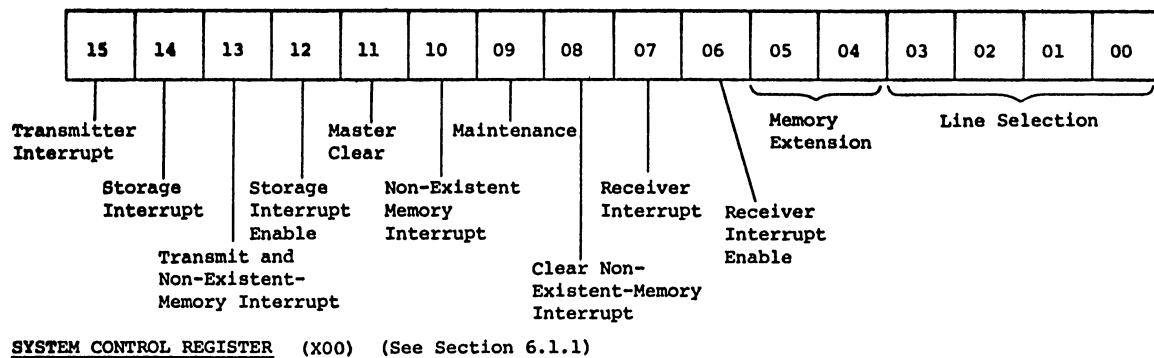 15 14 13 12 11 10 09 08 07 06 05 04 03 02 01 00
Transmitter
Interrupt
Storage
Interrupt
Transmit and
Non-Existent-
Memory Interrupt
Storage
Interrupt
Enable
Master
Clear
Non-Existent
Memory
Interrupt
Maintenance
Clear Non-
Existent-Memory
Interrupt
Receiver
Interrupt
Receiver
Interrupt
Enable
Memory
Extension
Line Selection
SYSTEM CONTROL REGISTER (X00) (See Section 6.1.1)